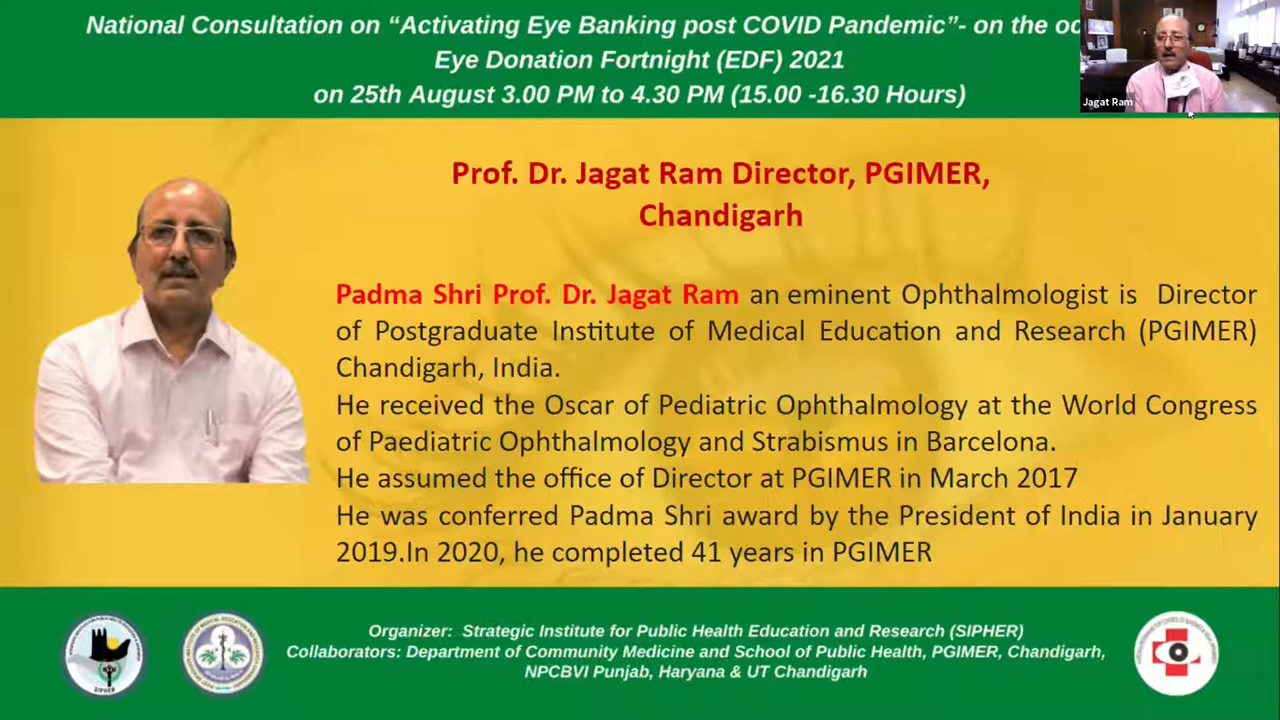 National Consultation on “Activating Eye Banking post COVID Pandemic”- on the oc
Eye Donation Fortnight (EDF) 2021
on 25th August 3.00 PM to 4.30 PM (15.00 -16.30 Hours)
Jagat Ram
Prof. Dr. Jagat Ram Director, PGIMER,
Chandigarh
Padma Shri Prof. Dr. Jagat Ram an eminent Ophthalmologist is Director
of Postgraduate Institute of Medical Education and Research (PGIMER)
Chandigarh, India.
He received the Oscar of Pediatric Ophthalmology at the World Congress
of Paediatric Ophthalmology and Strabismus in Barcelona.
He assumed the office of Director at PGIMER in March 2017
He was conferred Padma Shri award by the President of India in January
2019.In 2020, he completed 41 years in PGIMER
Organizer: Strategic Institute for Public Health Education and Research (SIPHER)
Collaborators: Department of Community Medicine and School of Public Health, PGIMER, Chandigarh,
NPCBVI Punjab, Haryana & UT Chandigarh
SIPHER